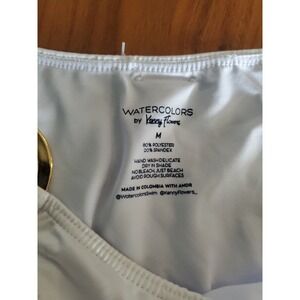 WATERCOLORS
BY Kenny Flowers
M
80% POLYESTER
20% SPANDEX
HAND WASH-DELICATE
DRY IN SHADE
NO BLEACH, JUST BEACH
AVOID ROUGH SURFACES
MADE IN COLOMBIA WITH AMOR
@Watercolorswim @KennyFlowers_